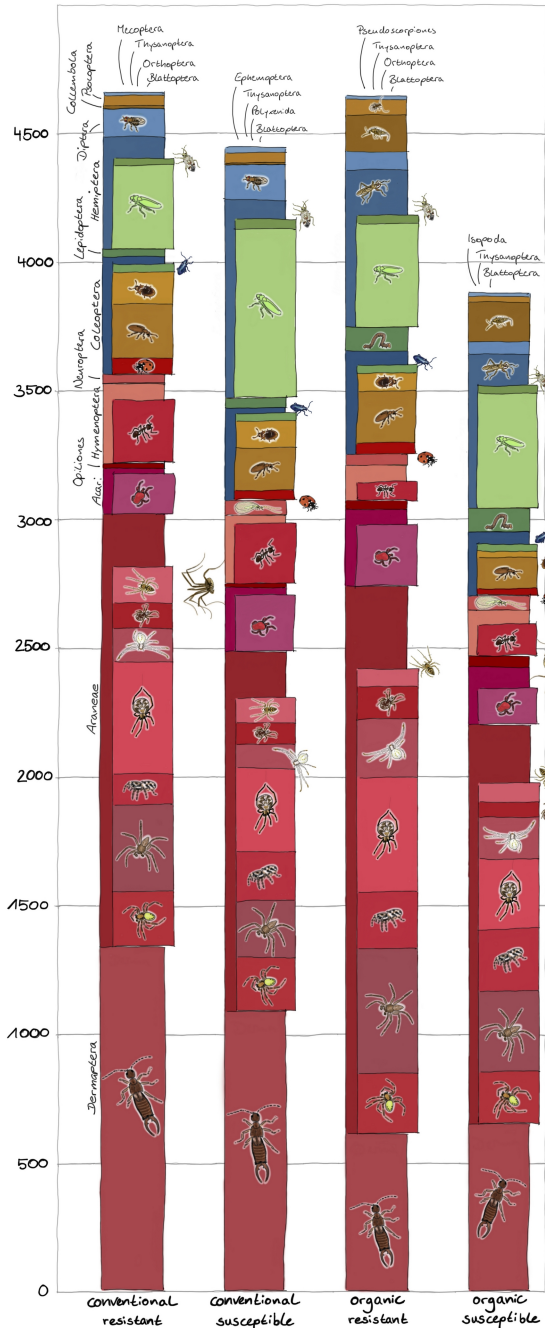 Mecoptera
Thysanoptera
Orthoptera
Blattoptera
Ephemoptera
Thysanoptera
Polyxenida
Blattoptera
Pseudoscorpiones
Thysanoptera
Orthoptera
Blattoptera
Isopoda
Thysanoptera
Blattoptera
Collembola
Psocoptera
Diptera
Hemiptera
Lepidoptera
Coleoptera
Neuroptera
Hymenoptera
Opiliones
Acari
Araneae
Dermaptera
4500
4000
3500
3000
2500
2000
1500
1000
500
0
conventional resistant
conventional susceptible
organic resistant
organic susceptible